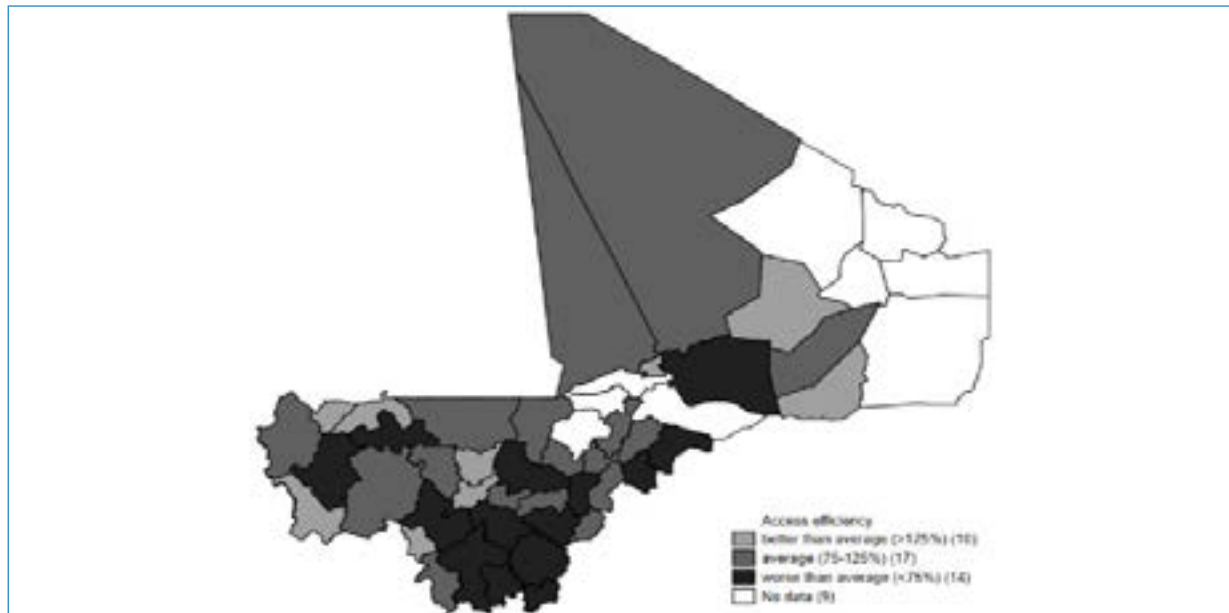 Access efficiency
better than average (>125%) (10)
average (75-125%) (17)
worse than average (<75%) (14)
No data (9)